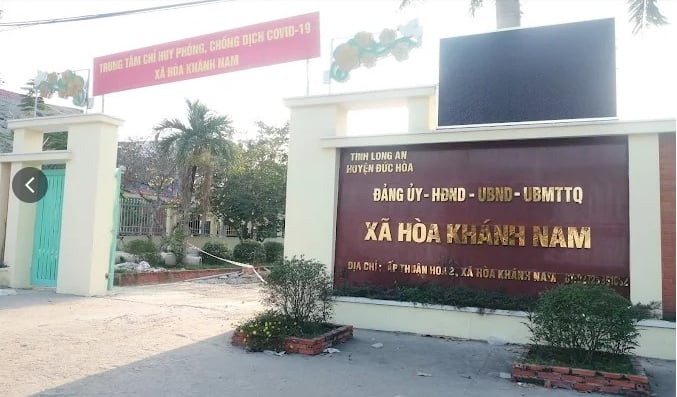 TRUNG TÂM CHỈ HUY PHÒNG, CHỐNG DỊCH COVID-19
XÃ HÒA KHÁNH NAM
TỈNH LONG AN
HUYỆN ĐỨC HÒA
ĐẢNG ỦY - HĐND - UBND - UBMTTQ
XÃ HÒA KHÁNH NAM
ĐỊA CHỈ : ẤP THUẬN HÒA 2, XÃ HÒA KHÁNH NAM